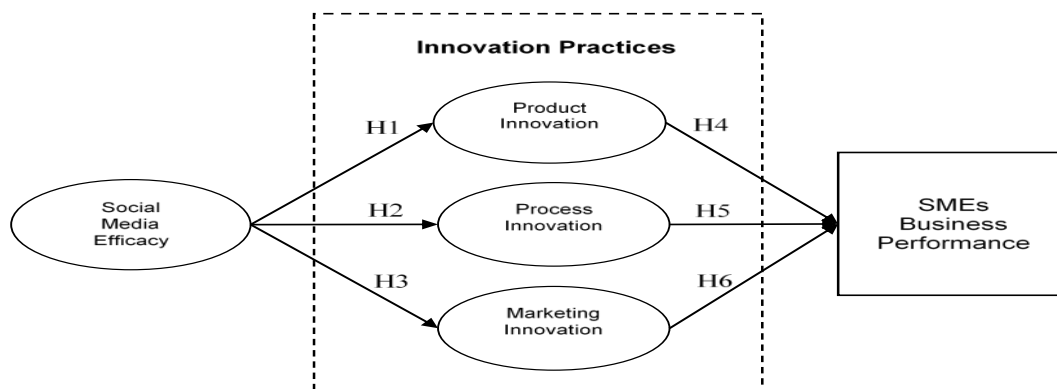 Innovation Practices
Product
Innovation
H1
H4
Social
Media
Efficacy
H2
Process
Innovation
H5
SMEs
Business
Performance
H3
H6
Marketing
Innovation